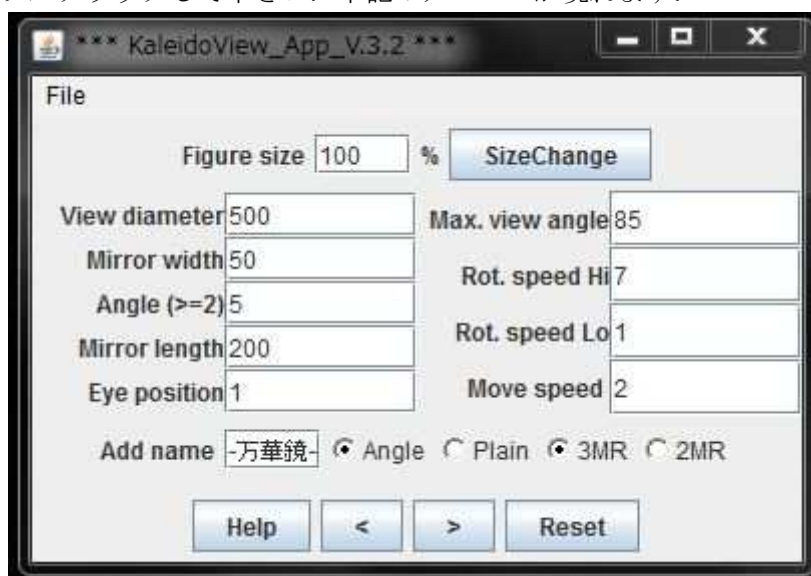 *** KaleidoView_App_V.3.2 ***
File
Figure size 100 % SizeChange
View diameter 500
Mirror width 50
Angle (>=2) 5
Mirror length 200
Eye position 1
Max. view angle 85
Rot. speed Hi 7
Rot. speed Lo 1
Move speed 2
Add name -万華鏡- Angle Plain 3MR 2MR
Help < > Reset